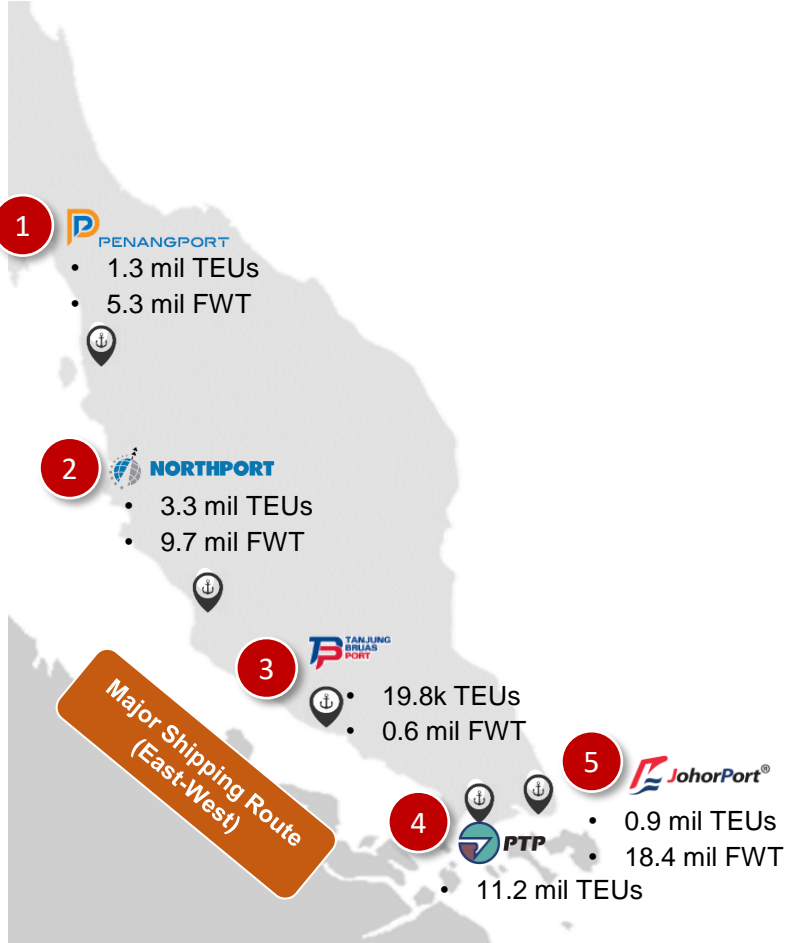 1
PENANGPORT
• 1.3 mil TEUs
• 5.3 mil FWT
2
NORTHPORT
• 3.3 mil TEUs
• 9.7 mil FWT
3
TANJUNG
BRUAS
PORT
• 19.8k TEUs
• 0.6 mil FWT
Major Shipping Route
(East-West)
4
PTP
• 11.2 mil TEUs
5
JohorPort®
• 0.9 mil TEUs
• 18.4 mil FWT